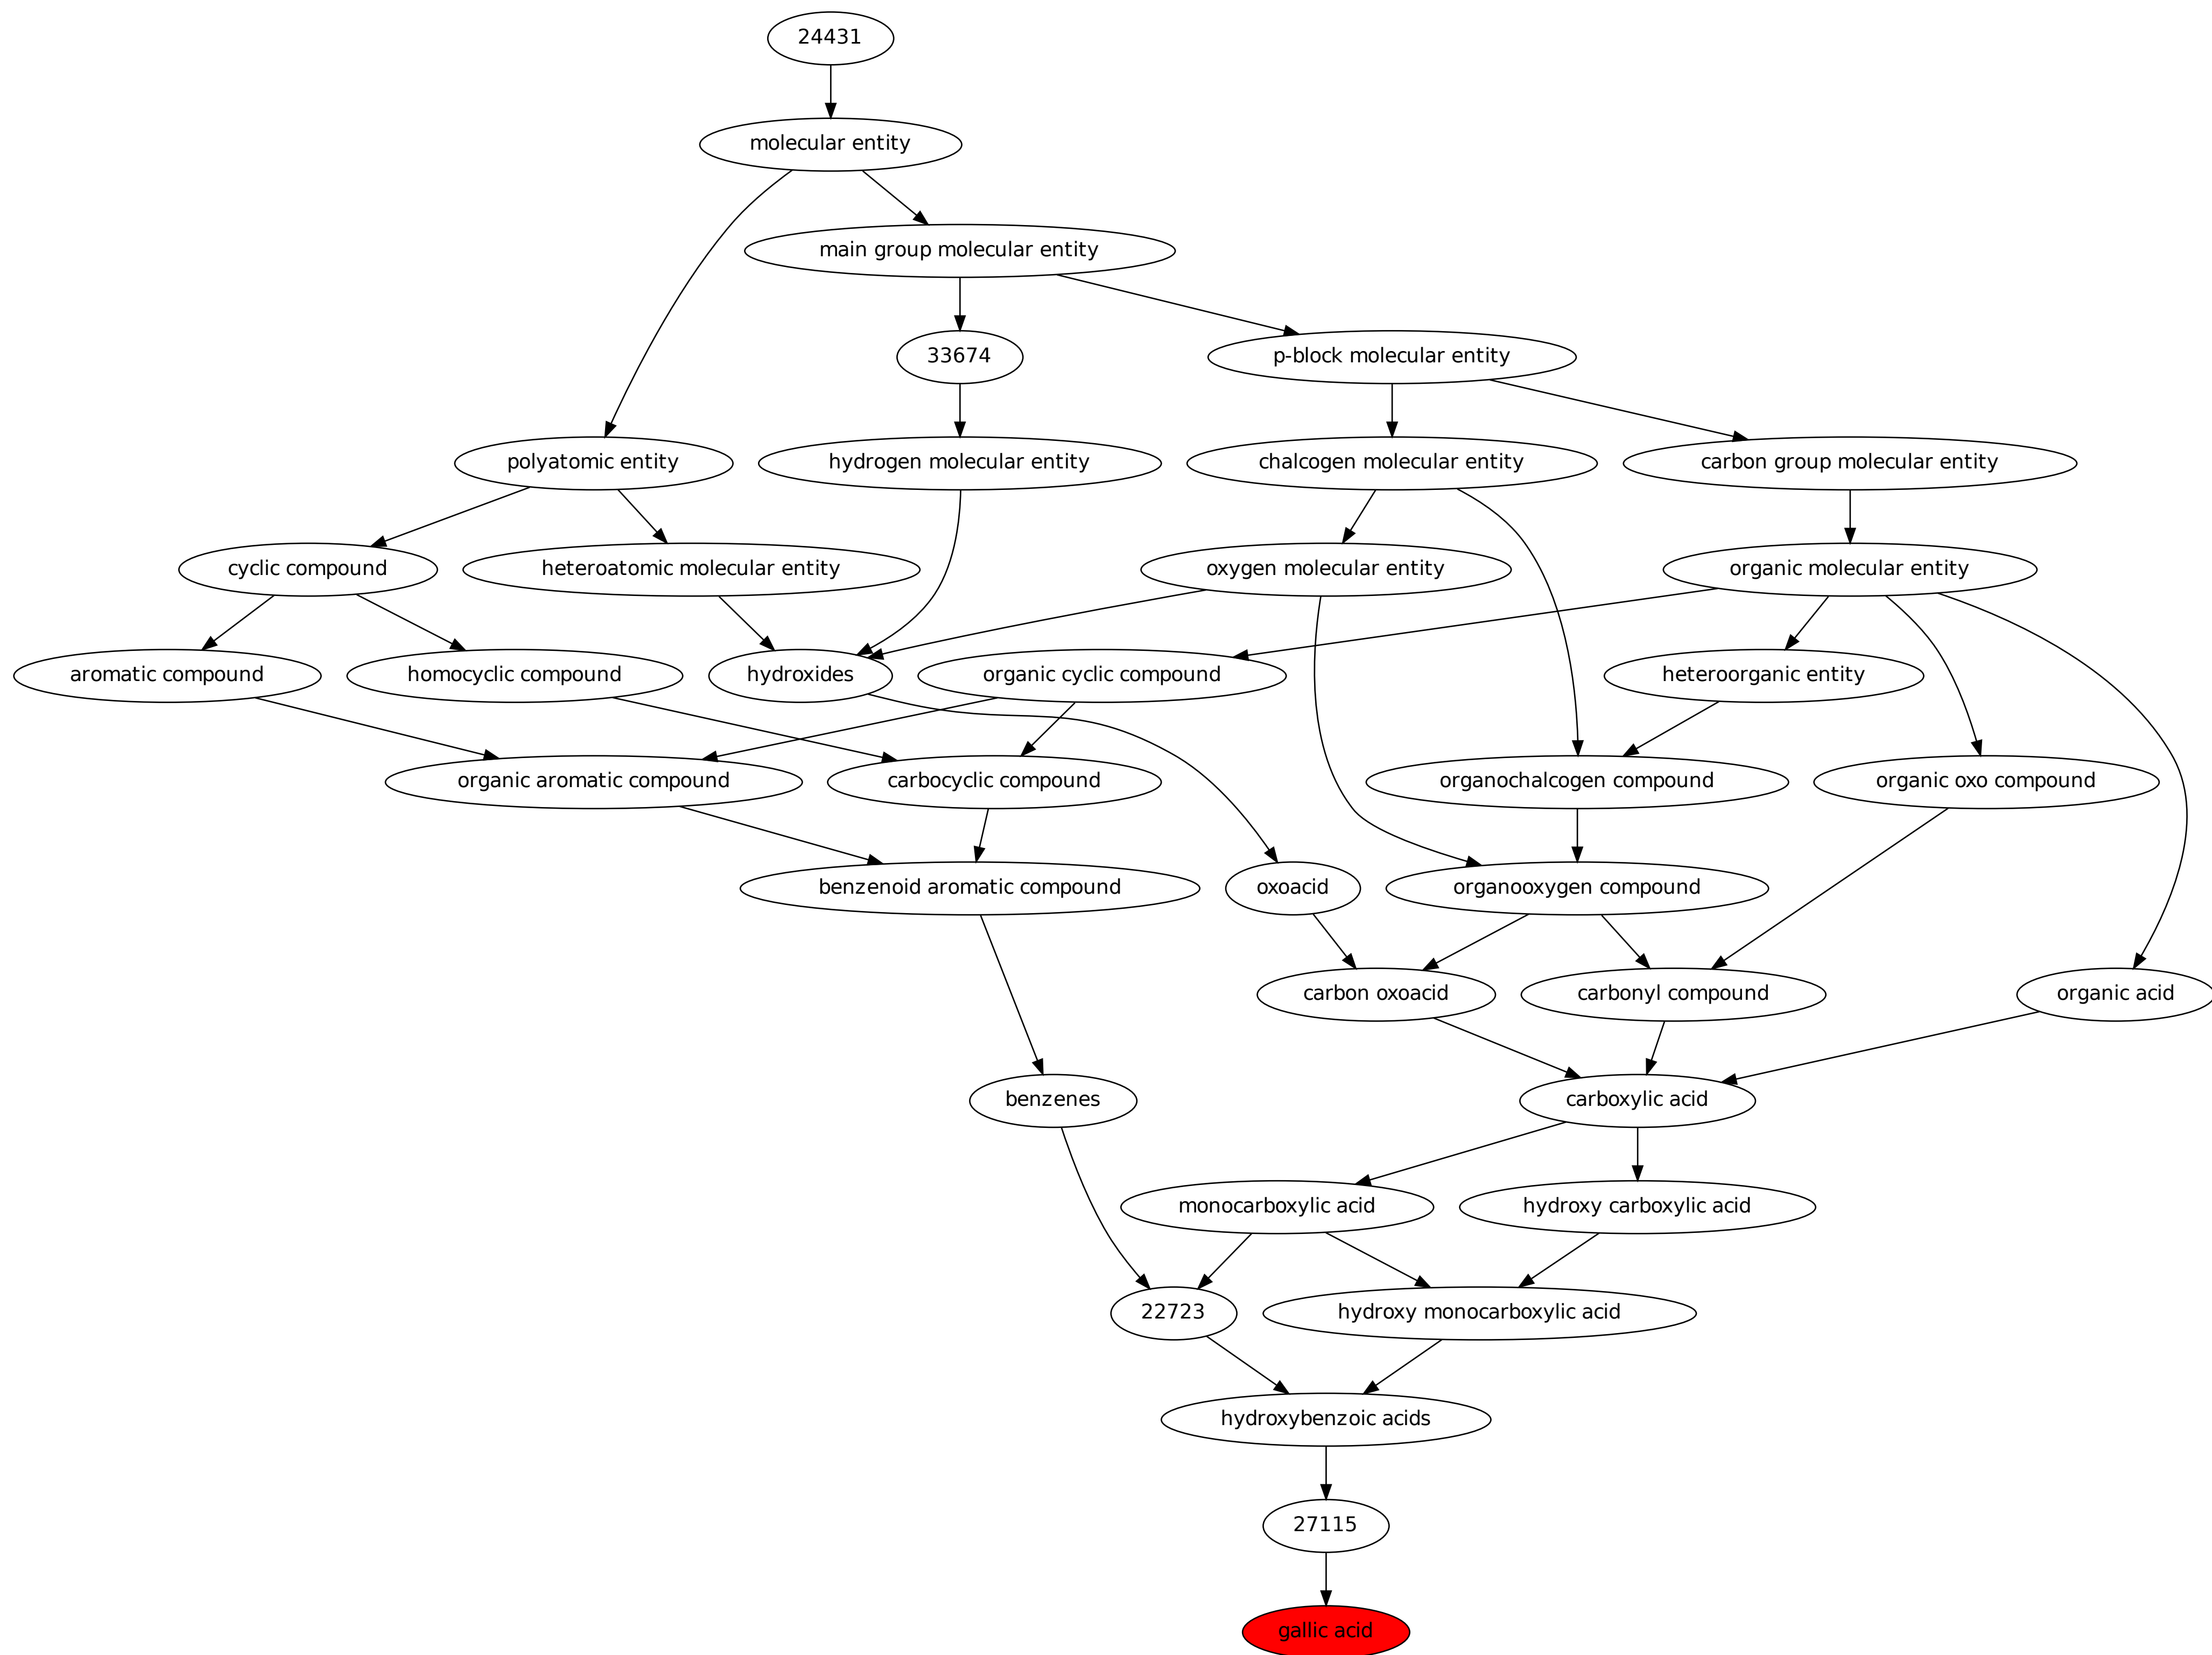 24431
molecular entity
main group molecular entity
33674
p-block molecular entity
polyatomic entity
hydrogen molecular entity
chalcogen molecular entity
carbon group molecular entity
cyclic compound
heteroatomic molecular entity
oxygen molecular entity
organic molecular entity
aromatic compound
homocyclic compound
hydroxides
organic cyclic compound
heteroorganic entity
organic aromatic compound
carbocyclic compound
organochalcogen compound
organic oxo compound
benzenoid aromatic compound
oxoacid
organooxygen compound
carbon oxoacid
carbonyl compound
organic acid
benzenes
carboxylic acid
monocarboxylic acid
hydroxy carboxylic acid
22723
hydroxy monocarboxylic acid
hydroxybenzoic acids
27115
gallic acid